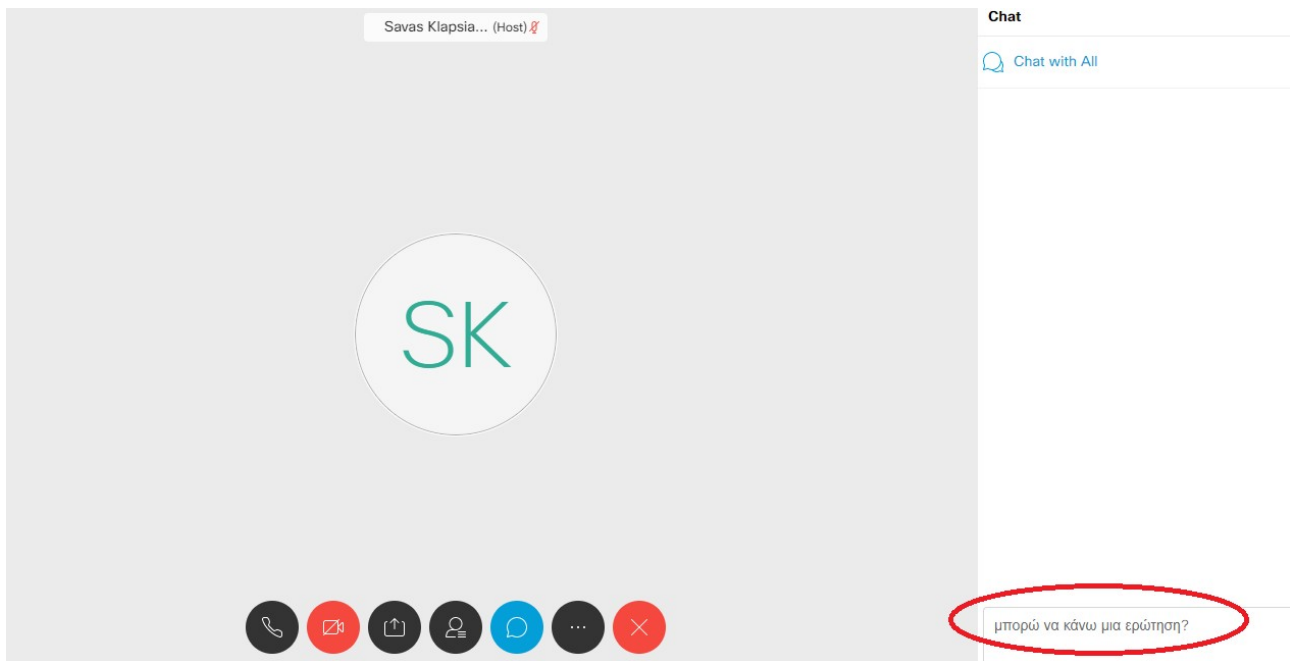 Savas Klapsia... (Host)
Chat
Chat with All
SK
μπορώ να κάνω μια ερώτηση?